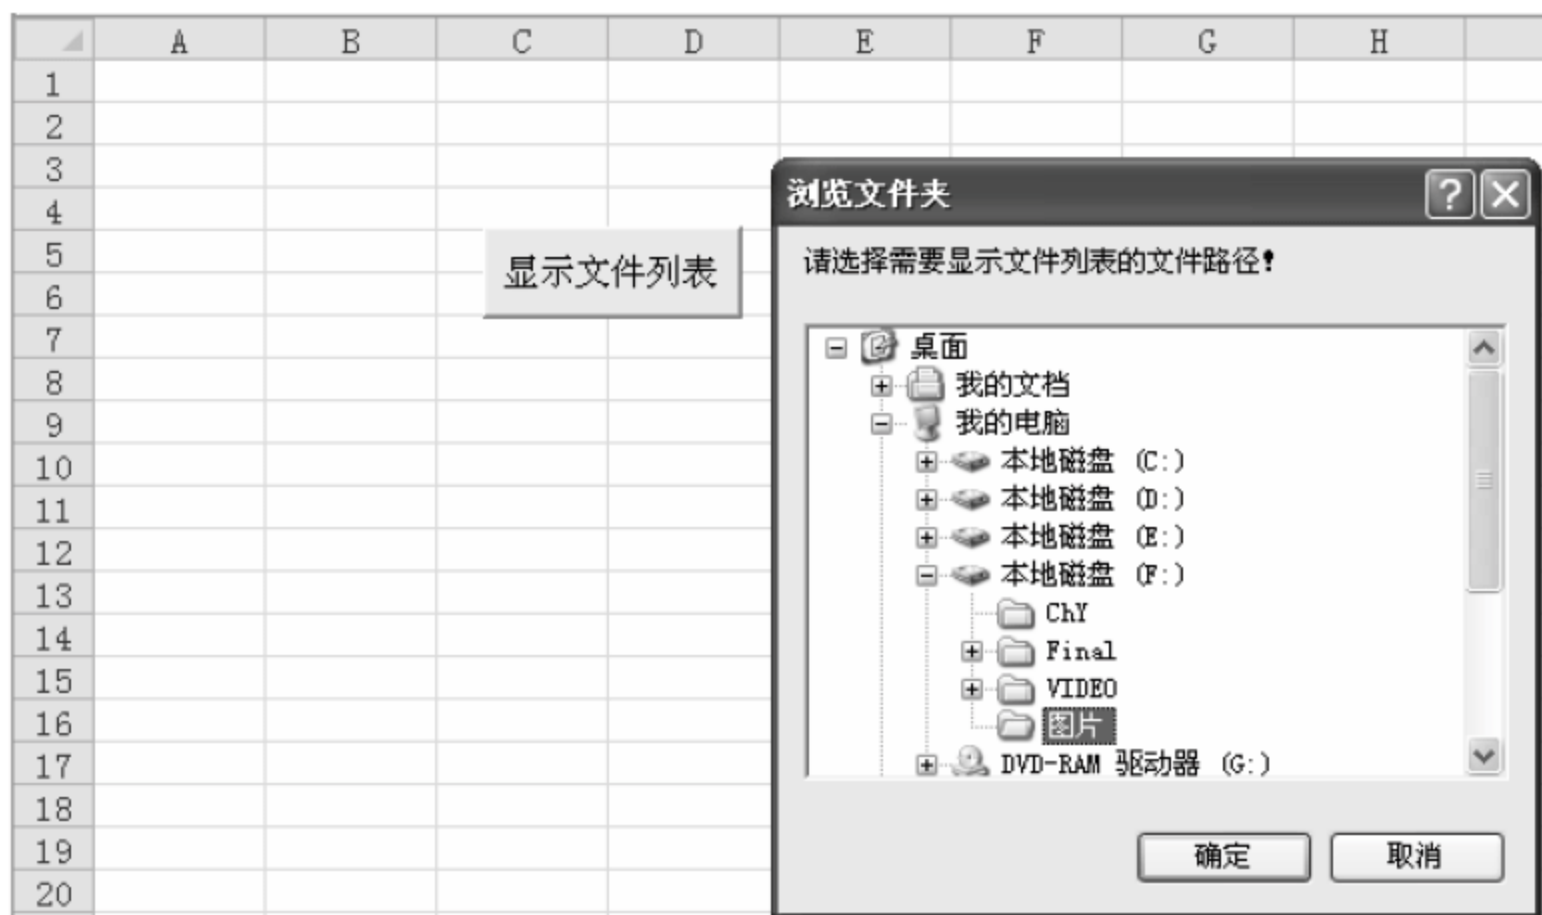 A B C D E F G H
1
2
3
4
5
6
7
8
9
10
11
12
13
14
15
16
17
18
19
20
显示文件列表
浏览文件夹
请选择需要显示文件列表的文件路径!
桌面
我的文档
我的电脑
本地磁盘 (C:)
本地磁盘 (D:)
本地磁盘 (E:)
本地磁盘 (F:)
ChY
Final
VIDEO
图片
DVD-RAM 驱动器 (G:)
确定 取消